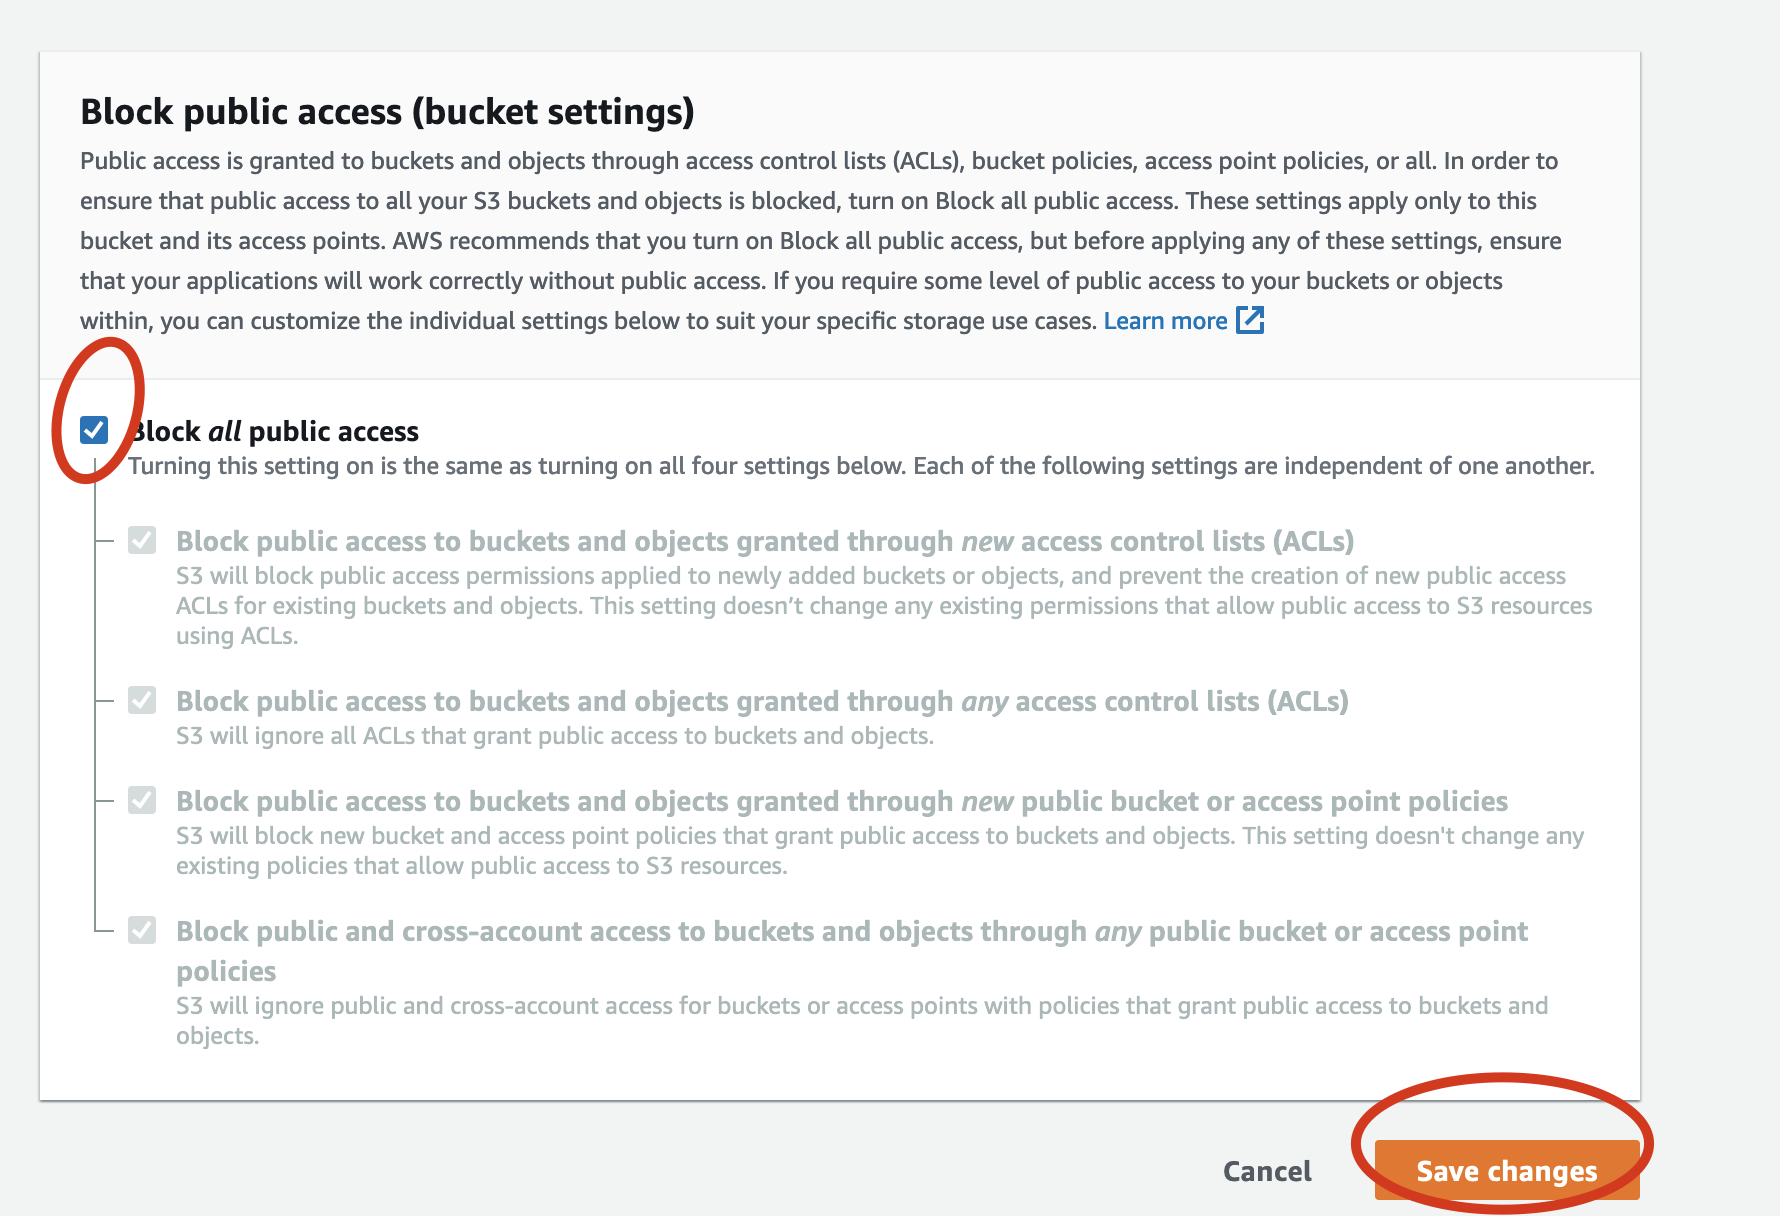 Block public access (bucket settings)
Public access is granted to buckets and objects through access control lists (ACLs), bucket policies, access point policies, or all. In order to
ensure that public access to all your S3 buckets and objects is blocked, turn on Block all public access. These settings apply only to this
bucket and its access points. AWS recommends that you turn on Block all public access, but before applying any of these settings, ensure
that your applications will work correctly without public access. If you require some level of public access to your buckets or objects
within, you can customize the individual settings below to suit your specific storage use cases. Learn more
Block all public access
Turning this setting on is the same as turning on all four settings below. Each of the following settings are independent of one another.
Block public access to buckets and objects granted through new access control lists (ACLs)
S3 will block public access permissions applied to newly added buckets or objects, and prevent the creation of new public access
ACLs for existing buckets and objects. This setting doesn’t change any existing permissions that allow public access to S3 resources
using ACLs.
Block public access to buckets and objects granted through any access control lists (ACLs)
S3 will ignore all ACLs that grant public access to buckets and objects.
Block public access to buckets and objects granted through new public bucket or access point policies
S3 will block new bucket and access point policies that grant public access to buckets and objects. This setting doesn't change any
existing policies that allow public access to S3 resources.
Block public and cross-account access to buckets and objects through any public bucket or access point
policies
S3 will ignore public and cross-account access for buckets or access points with policies that grant public access to buckets and
objects.
Cancel
Save changes